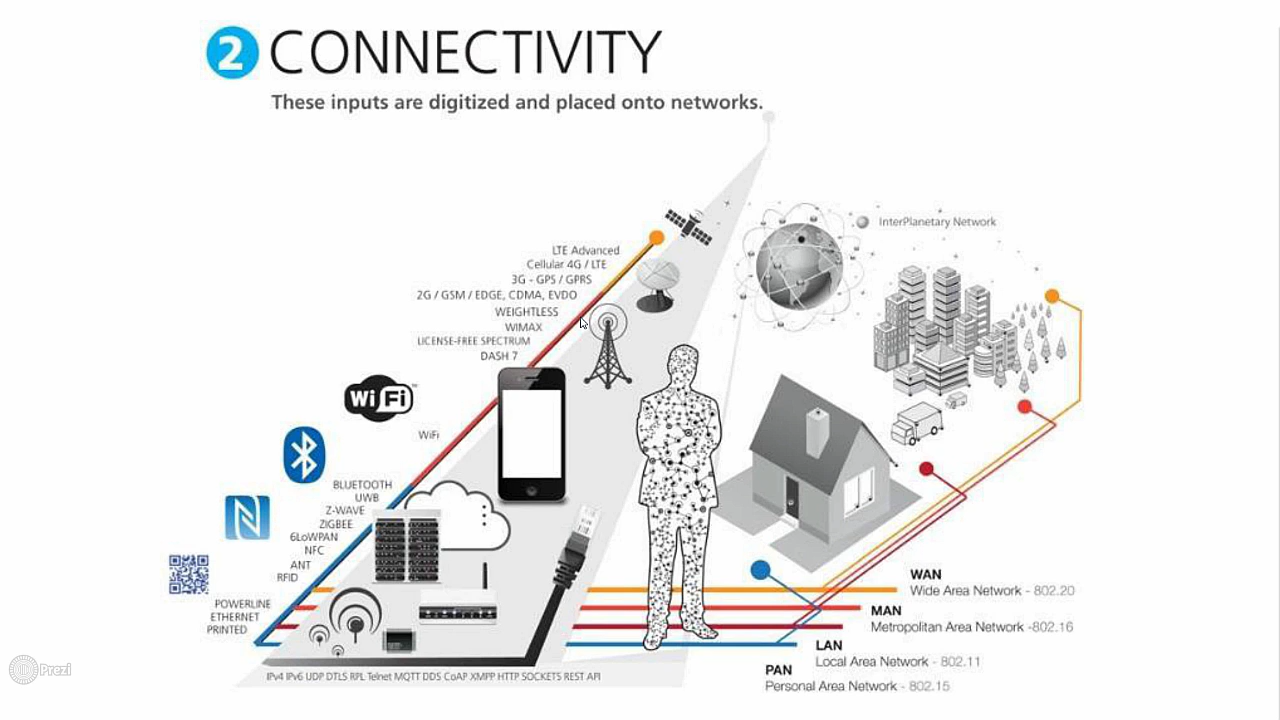 2 CONNECTIVITY
These inputs are digitized and placed onto networks.
InterPlanetary Network
LTE Advanced
Cellular 4G / LTE
3G - GPS / GPRS
2G / GSM / EDGE, CDMA, EVDO
WEIGHTLESS
WIMAX
LICENSE-FREE SPECTRUM
DASH 7
Wi Fi
WiFi
BLUETOOTH
UWB
Z-WAVE
ZIGBEE
6LoWPAN
NFC
ANT
RFID
POWERLINE
ETHERNET
PRINTED
WAN
Wide Area Network - 802.20
MAN
Metropolitan Area Network -802.16
LAN
Local Area Network - 802.11
PAN
Personal Area Network - 802.15
IPv4 IPv6 UDP DTLS RPL Telnet MQTT DDS CoAP XMPP HTTP SOCKETS REST API
Prezi